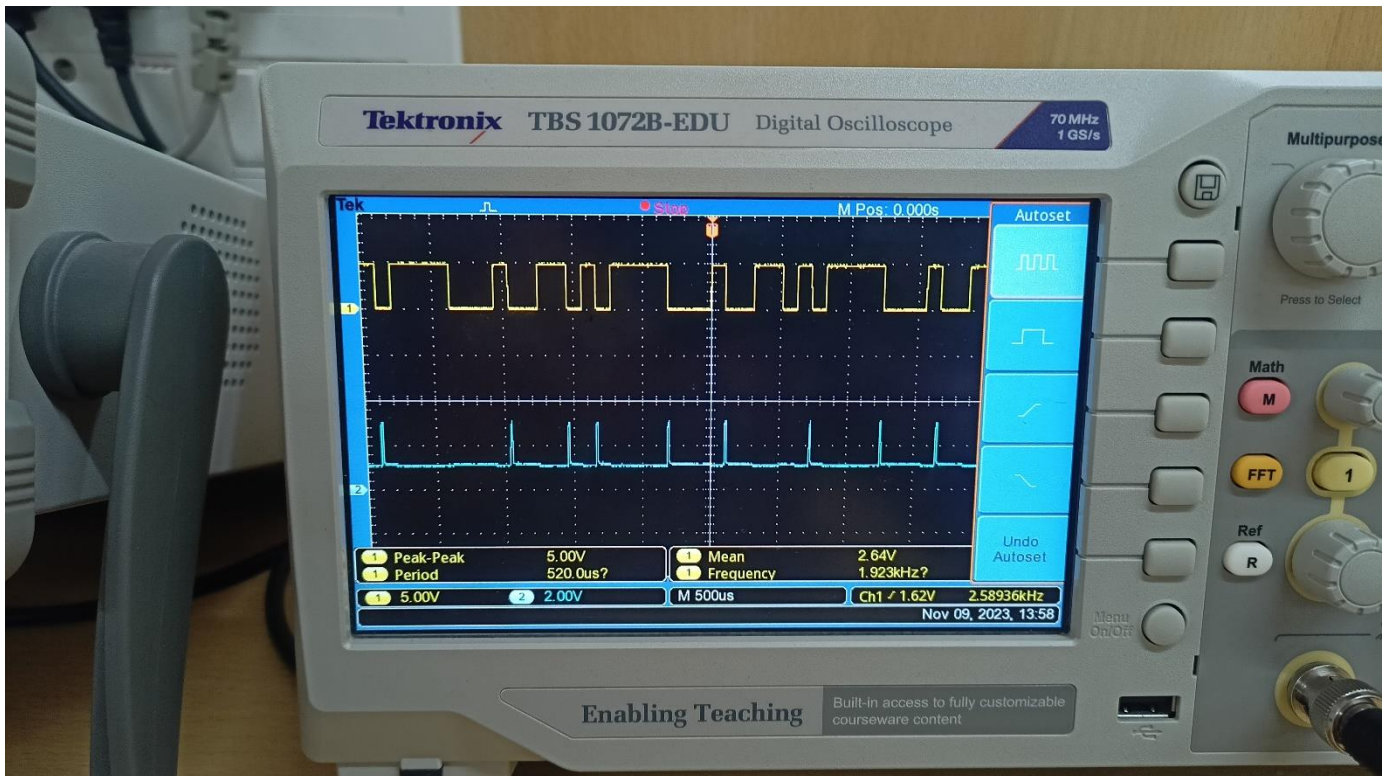 Tektronix TBS 1072B-EDU Digital Oscilloscope 70 MHz
1 GS/s
Multipurpose
Tek Stop M Pos: 0.000s Autoset
T
1
Press to Select
Math
M
2
FFT 1
Undo
Autoset
Ref
R
1 Peak-Peak 5.00V 1 Mean 2.64V
1 Period 520.0us? 1 Frequency 1.923kHz?
1 5.00V 2 2.00V M 500us Ch1 1.62V 2.58936kHz
Nov 09, 2023, 13:58
Menu
On/Off
Enabling Teaching
Built-in access to fully customizable
courseware content